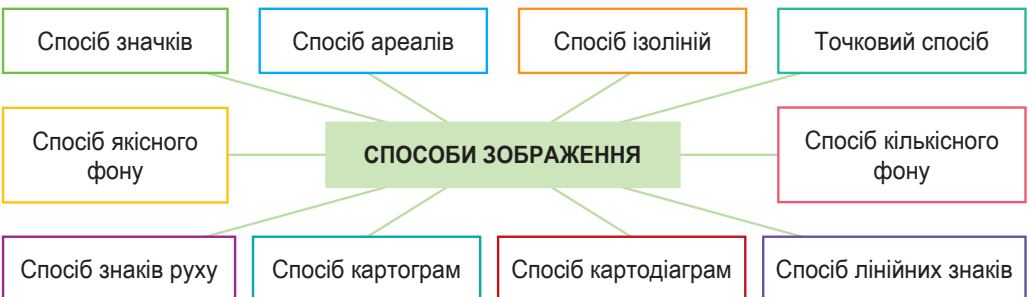 Спосіб значків
Спосіб ареалів
Спосіб ізоліній
Точковий спосіб
Спосіб якісного
фону
СПОСОБИ ЗОБРАЖЕННЯ
Спосіб кількісного
фону
Спосіб знаків руху
Спосіб картограм
Спосіб картодіаграм
Спосіб лінійних знаків